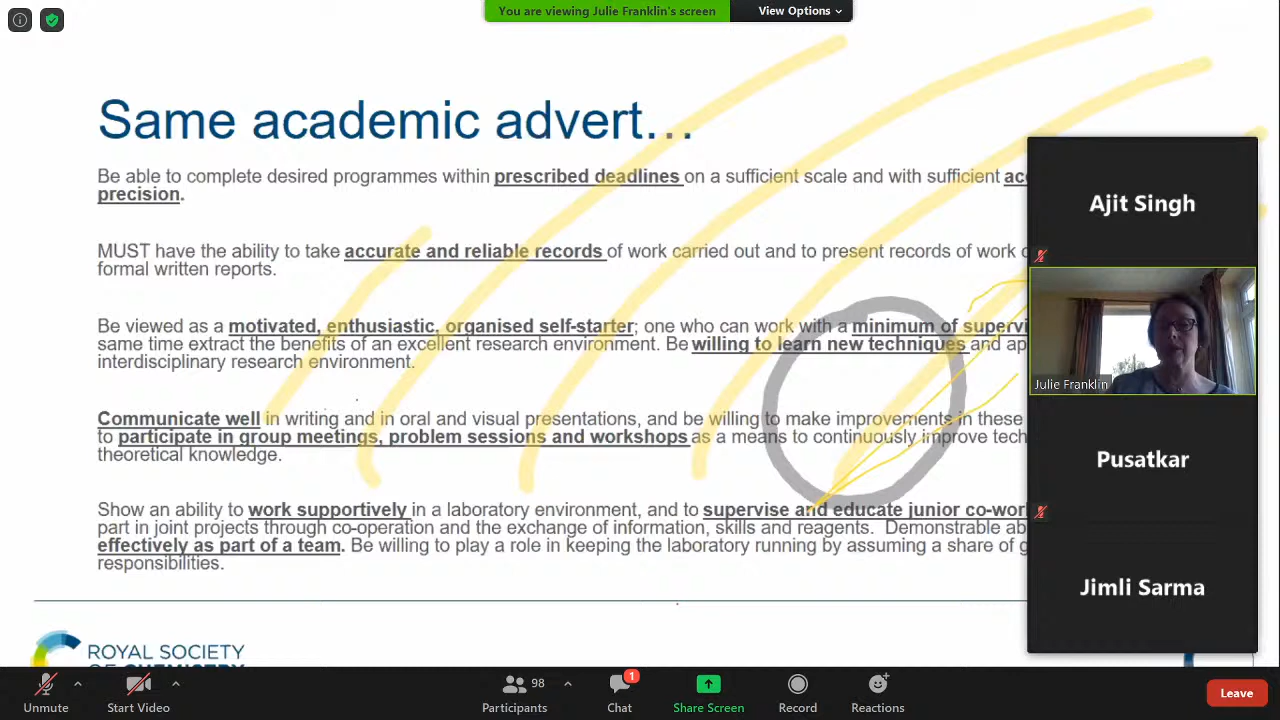 You are viewing Julie Franklin's screen
View Options
Same academic advert…
Be able to complete desired programmes within prescribed deadlines on a sufficient scale and with sufficient
precision.
MUST have the ability to take accurate and reliable records of work carried out and to present records of work
formal written reports.
Be viewed as a motivated, enthusiastic, organised self-starter; one who can work with a minimum of
same time extract the benefits of an excellent research environment. Be willing to learn new techniques and
interdisciplinary research environment.
Communicate well in writing and in oral and visual presentations, and be willing to make improvements in these
to participate in group meetings, problem sessions and workshops as a means to continuously improve
theoretical knowledge.
Show an ability to work supportively in a laboratory environment, and to supervise and educate junior
part in joint projects through co-operation and the exchange of information, skills and reagents. Demonstrable
effectively as part of a team. Be willing to play a role in keeping the laboratory running by assuming a share of
responsibilities.
ROYAL SOCIETY
OF CHEMISTRY
Ajit Singh
Julie Franklin
Pusatkar
Jimli Sarma
98
1
Unmute
Start Video
Participants
Chat
Share Screen
Record
Reactions
Leave